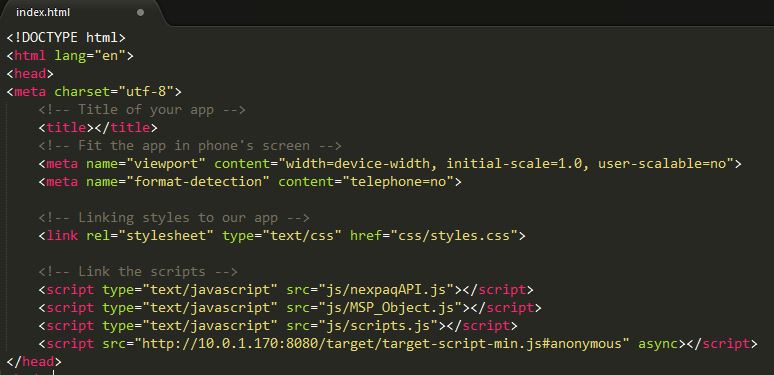 index.html
<!DOCTYPE html>
<html lang="en">
<head>
<meta charset="utf-8">
    <!-- Title of your app -->
    <title></title>
    <!-- Fit the app in phone's screen -->
    <meta name="viewport" content="width=device-width, initial-scale=1.0, user-scalable=no">
    <meta name="format-detection" content="telephone=no">

    <!-- Linking styles to our app -->
    <link rel="stylesheet" type="text/css" href="css/styles.css">

    <!-- Link the scripts -->
    <script type="text/javascript" src="js/nexpaqAPI.js"></script>
    <script type="text/javascript" src="js/MSP_Object.js"></script>
    <script type="text/javascript" src="js/scripts.js"></script>
    <script src="http://10.0.1.170:8080/target/target-script-min.js#anonymous" async></script>
</head>